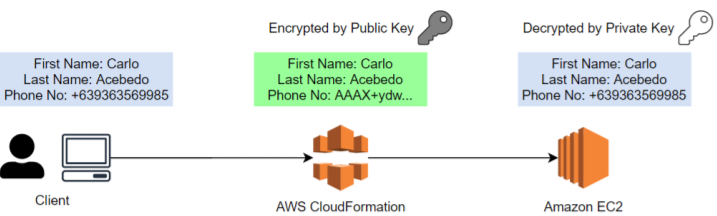 Encrypted by Public Key
Decrypted by Private Key
First Name: Carlo
Last Name: Acebedo
Phone No: +639363569985
First Name: Carlo
Last Name: Acebedo
Phone No: AAAX+ydw...
First Name: Carlo
Last Name: Acebedo
Phone No: +639363569985
Client
AWS CloudFormation
Amazon EC2